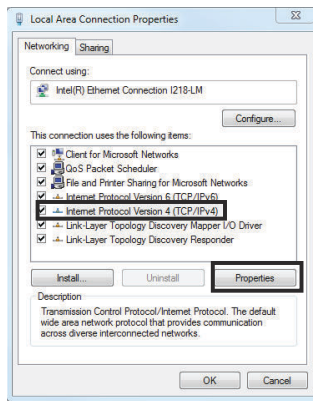 Local Area Connection Properties
Networking Sharing
Connect using:
Intel(R) Ethernet Connection I218-LM
Configure...
This connection uses the following items:
Client for Microsoft Networks
QoS Packet Scheduler
File and Printer Sharing for Microsoft Networks
Internet Protocol Version 6 (TCP/IPv6)
Internet Protocol Version 4 (TCP/IPv4)
Link-Layer Topology Discovery Mapper I/O Driver
Link-Layer Topology Discovery Responder
Install... Uninstall Properties
Description
Transmission Control Protocol/Internet Protocol. The default
wide area network protocol that provides communication
across diverse interconnected networks.
OK Cancel